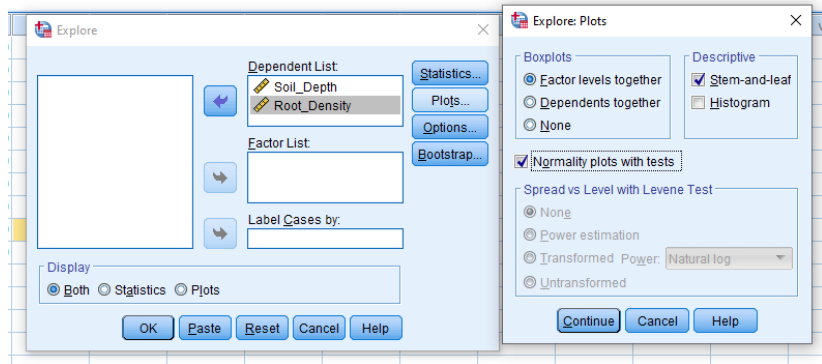 Explore
Dependent List:
Soil_Depth
Root_Density
Factor List:
Label Cases by:
Statistics...
Plots...
Options...
Bootstrap...
Display
Both Statistics Plots
OK Paste Reset Cancel Help
Explore: Plots
Boxplots
Factor levels together
Dependents together
None
Descriptive
Stem-and-leaf
Histogram
Normality plots with tests
Spread vs Level with Levene Test
None
Power estimation
Transformed Power: Natural log
Untransformed
Continue Cancel Help